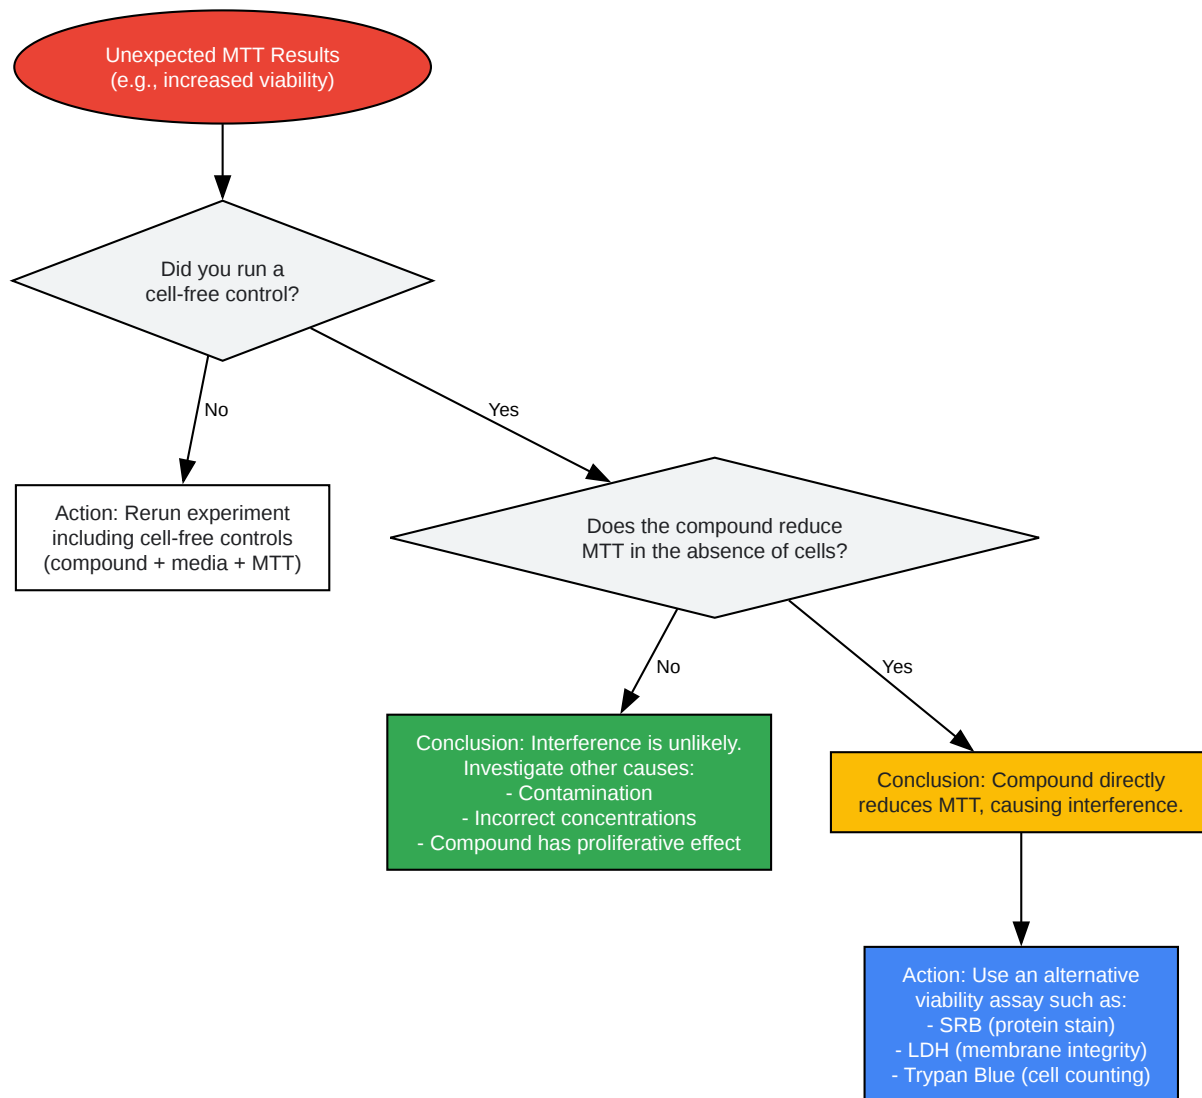 Unexpected MTT Results
(e.g., increased viability)
Did you run a
cell-free control?
No
Yes
Action: Rerun experiment
including cell-free controls
(compound + media + MTT)
Does the compound reduce
MTT in the absence of cells?
No
Yes
Conclusion: Interference is unlikely.
Investigate other causes:
- Contamination
- Incorrect concentrations
- Compound has proliferative effect
Conclusion: Compound directly
reduces MTT, causing interference.
Action: Use an alternative
viability assay such as:
- SRB (protein stain)
- LDH (membrane integrity)
- Trypan Blue (cell counting)